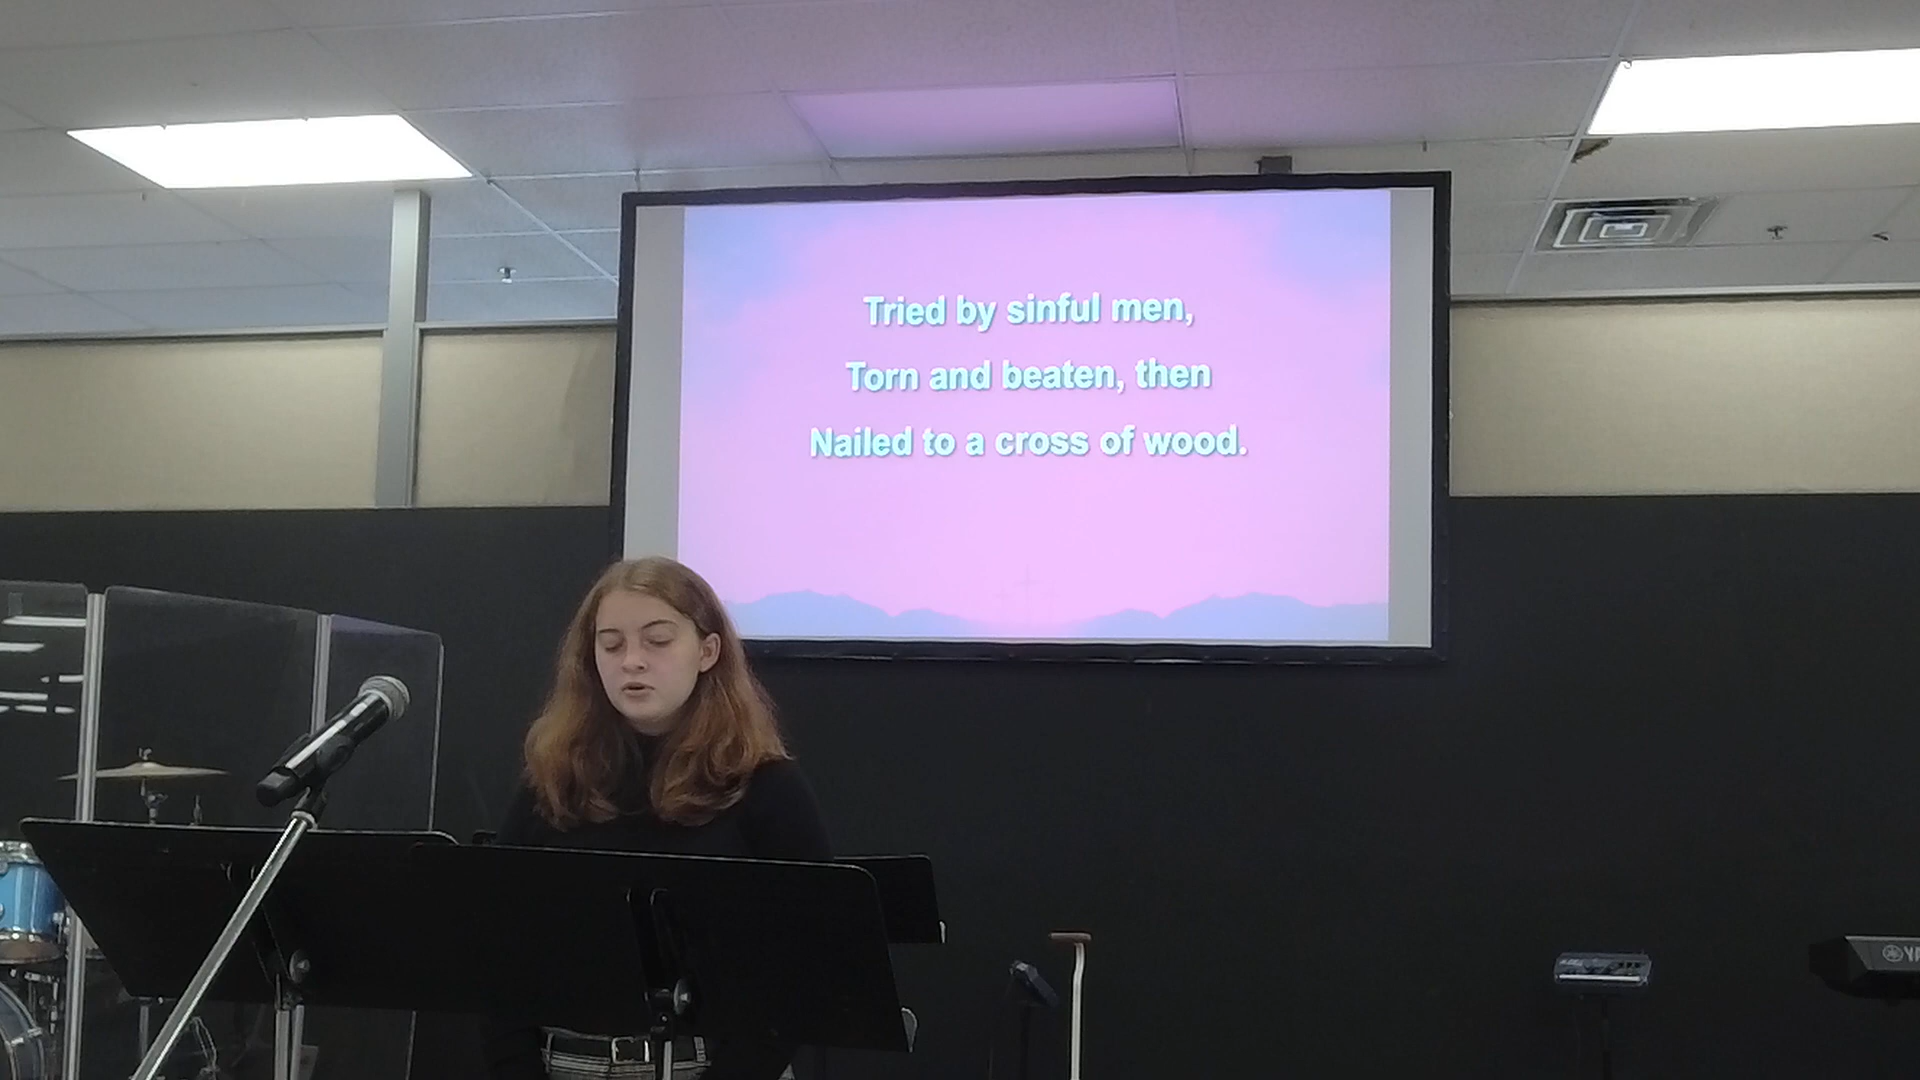 Tried by sinful men,
Torn and beaten, then
Nailed to a cross of wood.